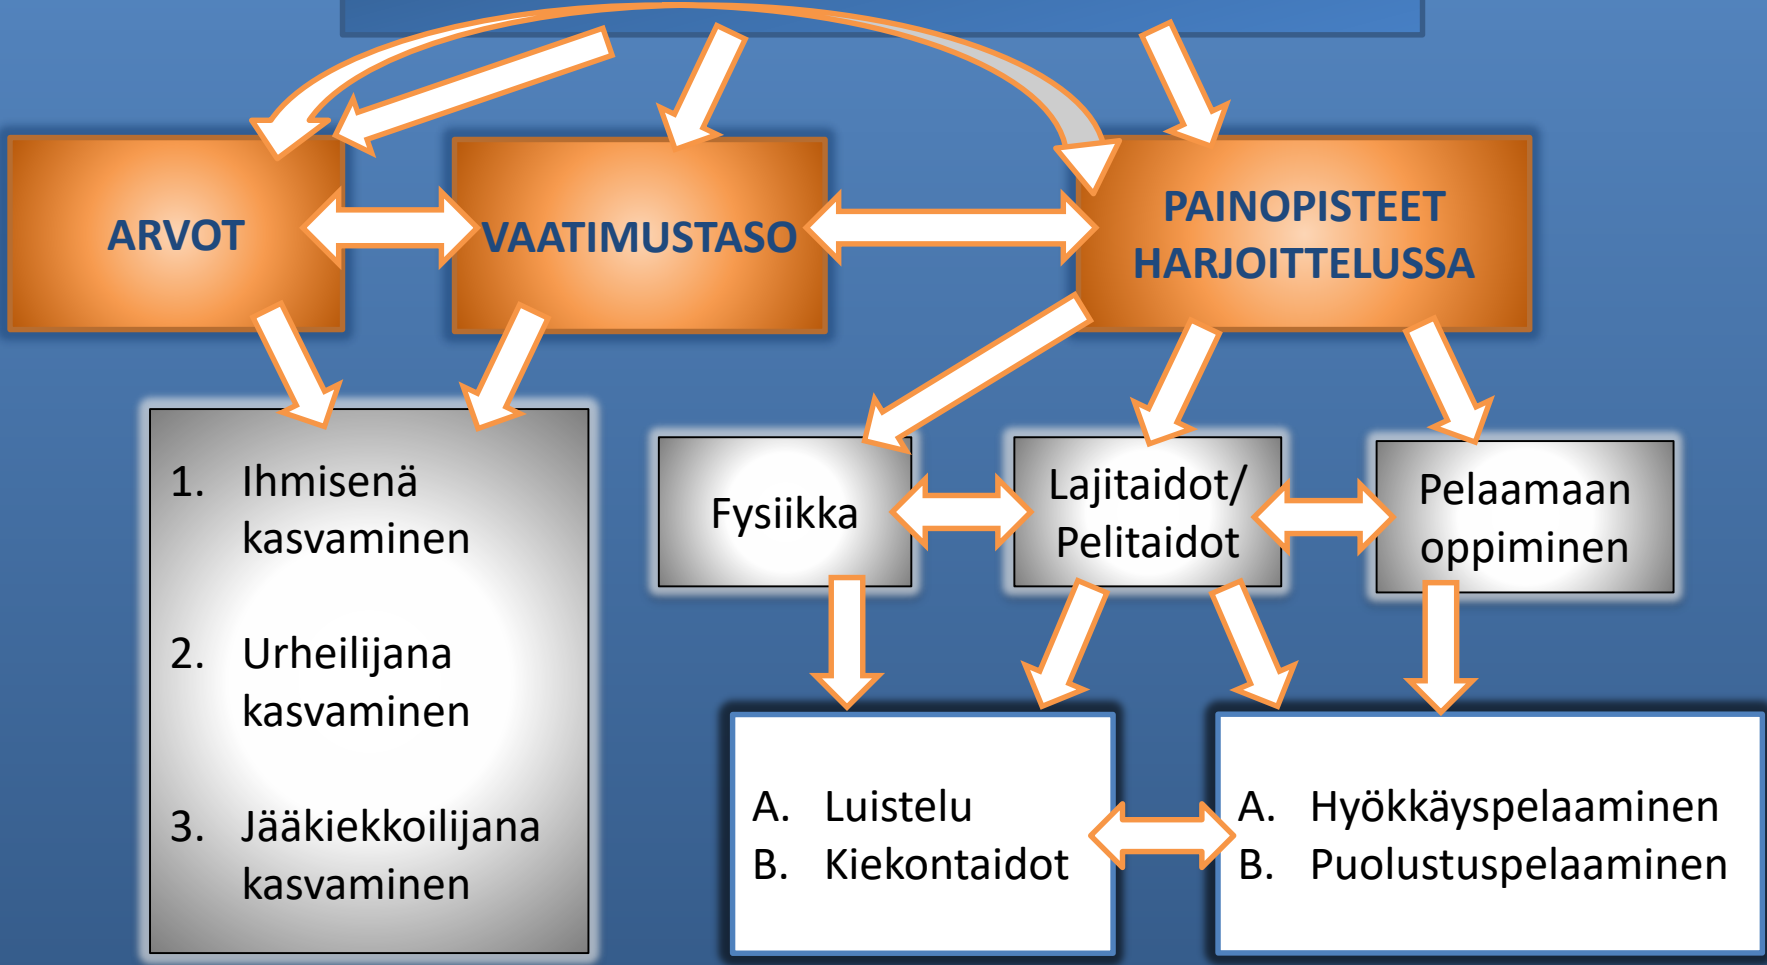 ARVOT
VAATIMUSTASO
PAINOPISTEET
HARJOITTELUSSA
1. Ihmisenä
kasvaminen
2. Urheilijana
kasvaminen
3. Jääkiekkoilijana
kasvaminen
Fysiikka
Lajitaidot/
Pelitaidot
Pelaamaan
oppiminen
A. Luistelu
B. Kiekontaidot
A. Hyökkäyspelaaminen
B. Puolustuspelaaminen